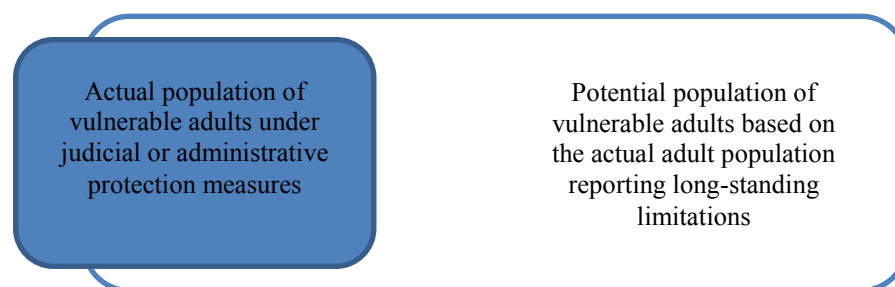 Actual population of
vulnerable adults under
judicial or administrative
protection measures
Potential population of
vulnerable adults based on
the actual adult population
reporting long-standing
limitations